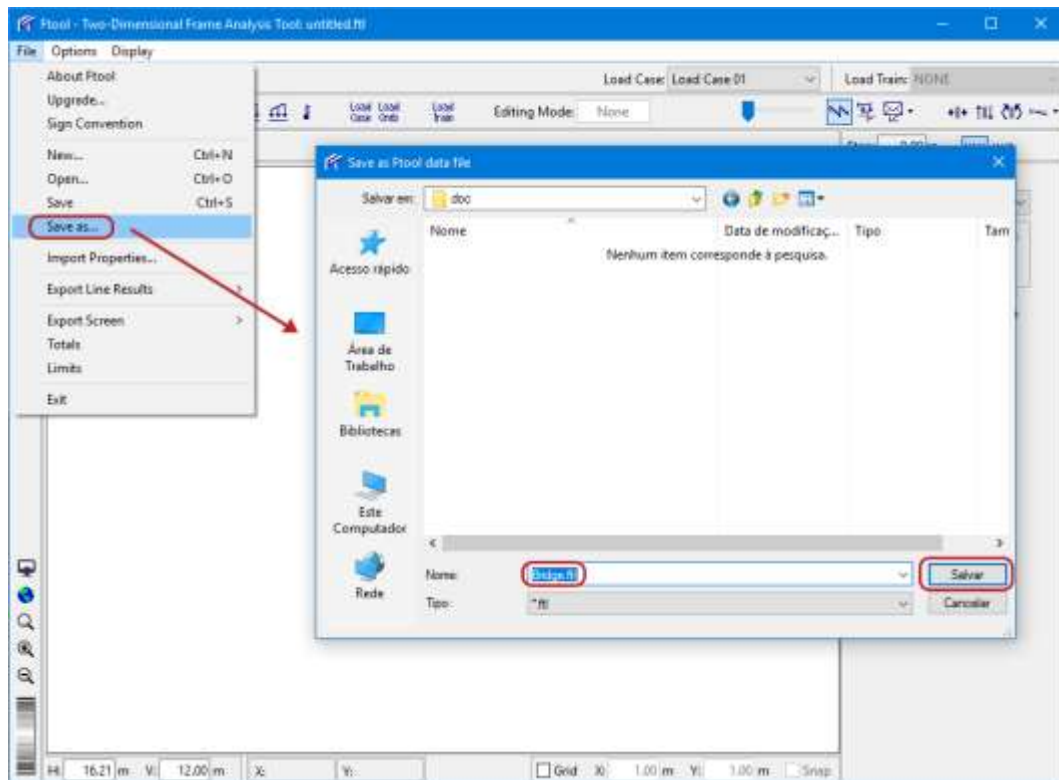 Ftool - Two-Dimensional Frame Analysis Tool: untitled.ftl
File Options Display
About Ftool
Upgrade...
Sign Convention
New... Ctrl+N
Open... Ctrl+O
Save Ctrl+S
Save as...
Import Properties...
Export Line Results
Export Screen
Totals
Limits
Exit
Load Case: Load Case 01
Load Train: NONE
Load Case
Load Comb
Load Train
Editing Mode: None
Save as Ftool data file
Salvar em: doc
Nome Data de modificaç... Tipo Tam
Nenhum item corresponde à pesquisa.
Acesso rápido
Área de Trabalho
Bibliotecas
Este Computador
Rede
Nome: Bridge.ftl Salvar
Tipo: *.ftl Cancelar
H: 16.21 m V: 12.00 m X: Y: Grid X: 1.00 m Y: 1.00 m Snap